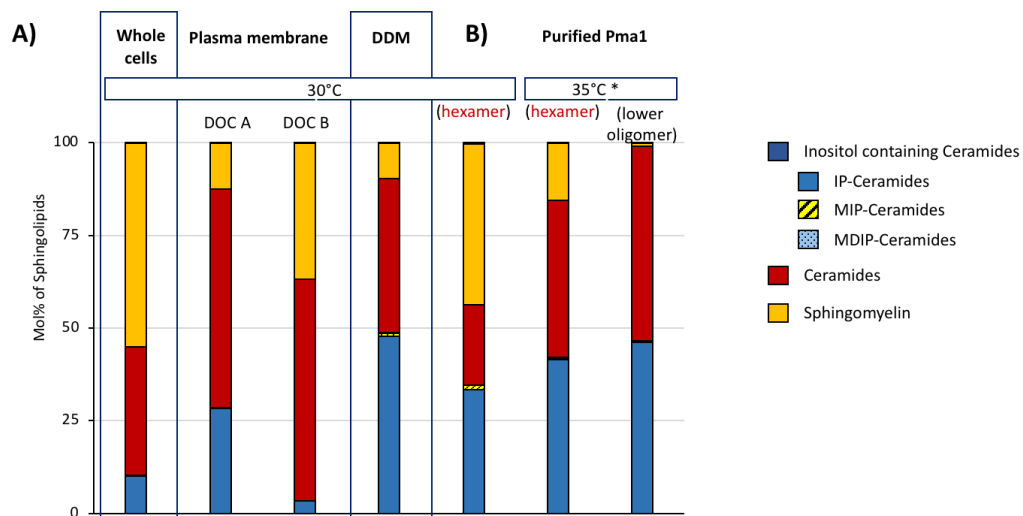 A)
Whole
cells
Plasma membrane
DDM
B)
Purified Pma1
30°C
35°C *
DOC A
DOC B
(hexamer)
(hexamer)
(lower
oligomer)
Mol% of Sphingolipids
100
75
50
25
0
Inositol containing Ceramides
IP-Ceramides
MIP-Ceramides
MDIP-Ceramides
Ceramides
Sphingomyelin